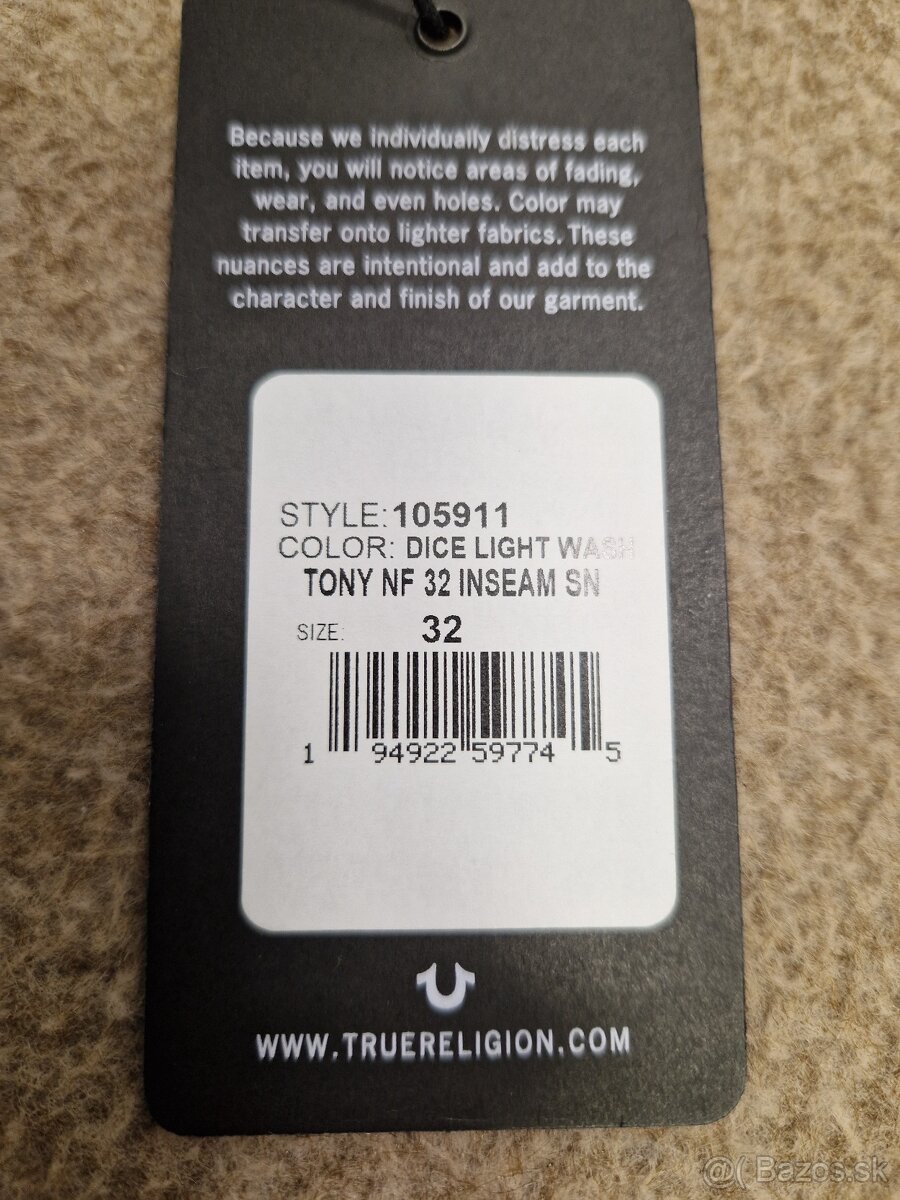 Because we individually distress each
item, you will notice areas of fading,
wear, and even holes. Color may
transfer onto lighter fabrics. These
nuances are intentional and add to the
character and finish of our garment.
STYLE: 105911
COLOR: DICE LIGHT WASH
TONY NF 32 INSEAM SN
SIZE: 32
1 94922 59774 5
WWW.TRUERELIGION.COM
@( Bazos.sk